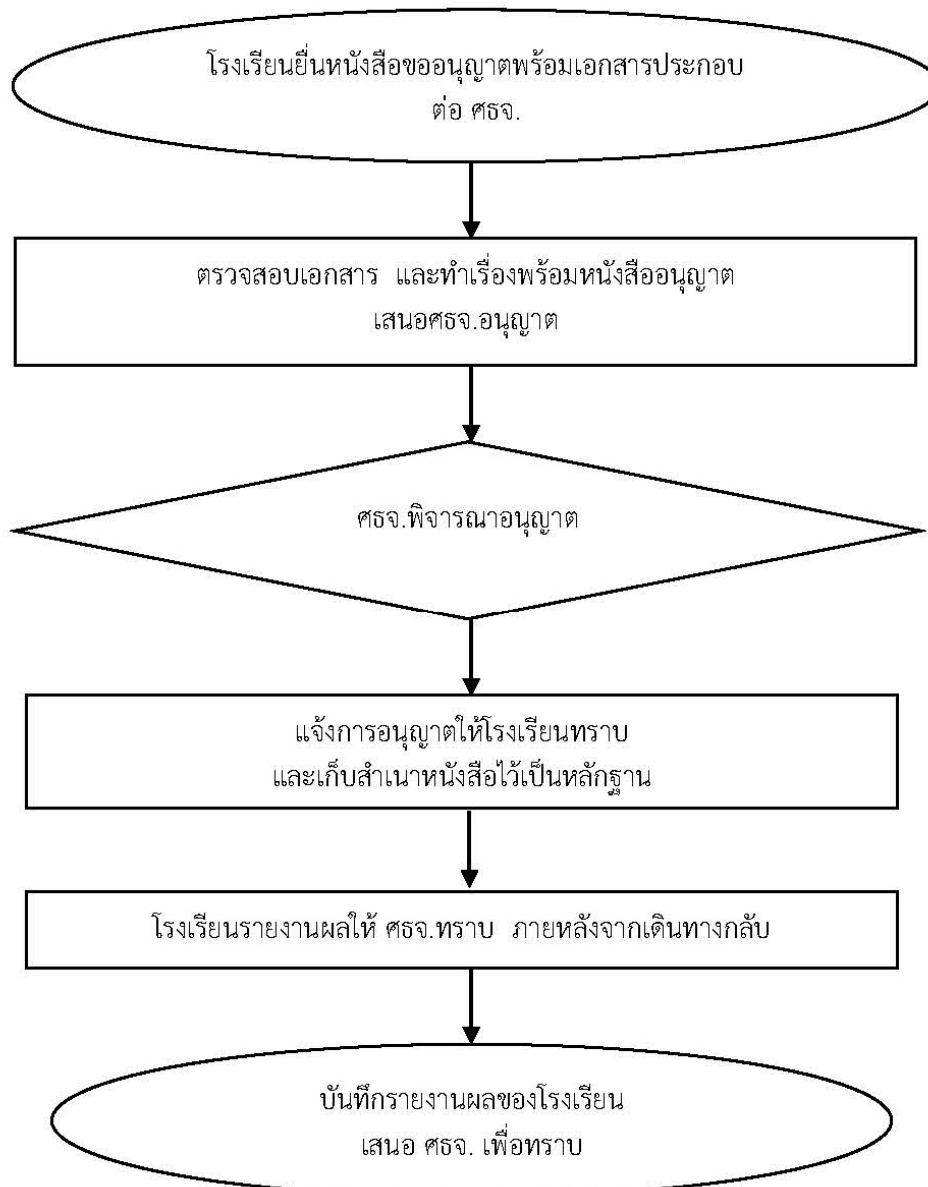 โรงเรียนยื่นหนังสือขออนุญาตพร้อมเอกสารประกอบ
ต่อ ศธจ.
ตรวจสอบเอกสาร และทำเรื่องพร้อมหนังสืออนุญาต
เสนอศธจ.อนุญาต
ศธจ.พิจารณาอนุญาต
แจ้งการอนุญาตให้โรงเรียนทราบ
และเก็บสำเนาหนังสือไว้เป็นหลักฐาน
โรงเรียนรายงานผลให้ ศธจ.ทราบ ภายหลังจากเดินทางกลับ
บันทึกรายงานผลของโรงเรียน
เสนอ ศธจ. เพื่อทราบ